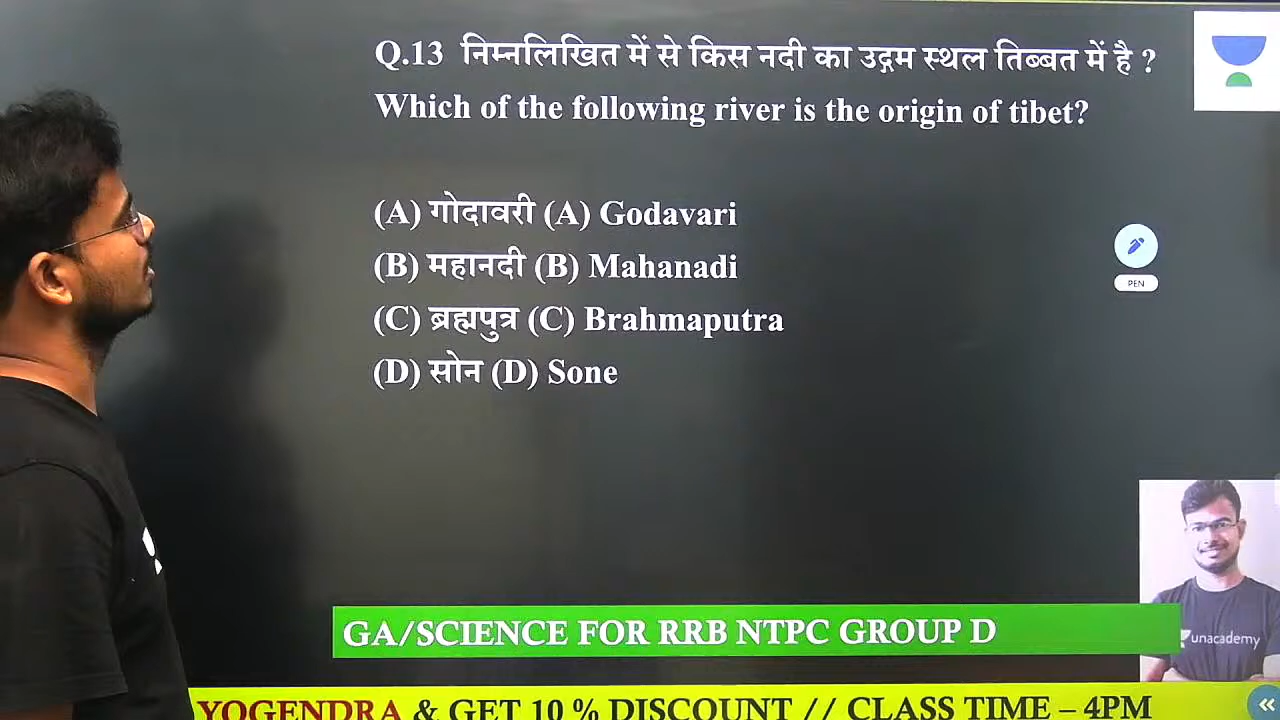 Q.13 निम्नलिखित में से किस नदी का उद्गम स्थल तिब्बत में है ?
Which of the following river is the origin of tibet?
(A) गोदावरी (A) Godavari
(B) महानदी (B) Mahanadi
(C) ब्रह्मपुत्र (C) Brahmaputra
(D) सोन (D) Sone
PEN
unacademy
GA/SCIENCE FOR RRB NTPC GROUP D
YOGENDRA & GET 10 % DISCOUNT // CLASS TIME – 4PM